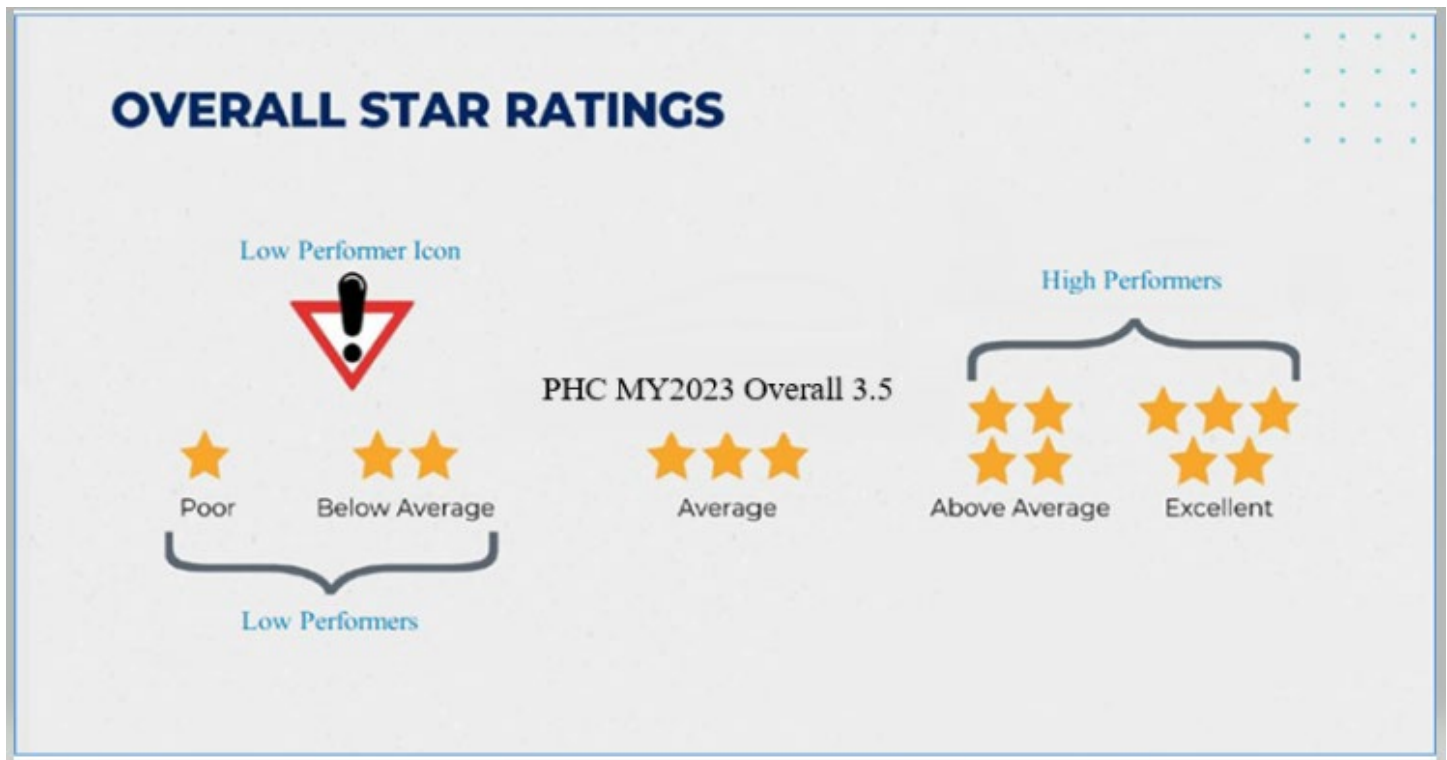 OVERALL STAR RATINGS
Low Performer Icon
High Performers
PHC MY2023 Overall 3.5
Poor
Below Average
Average
Above Average
Excellent
Low Performers